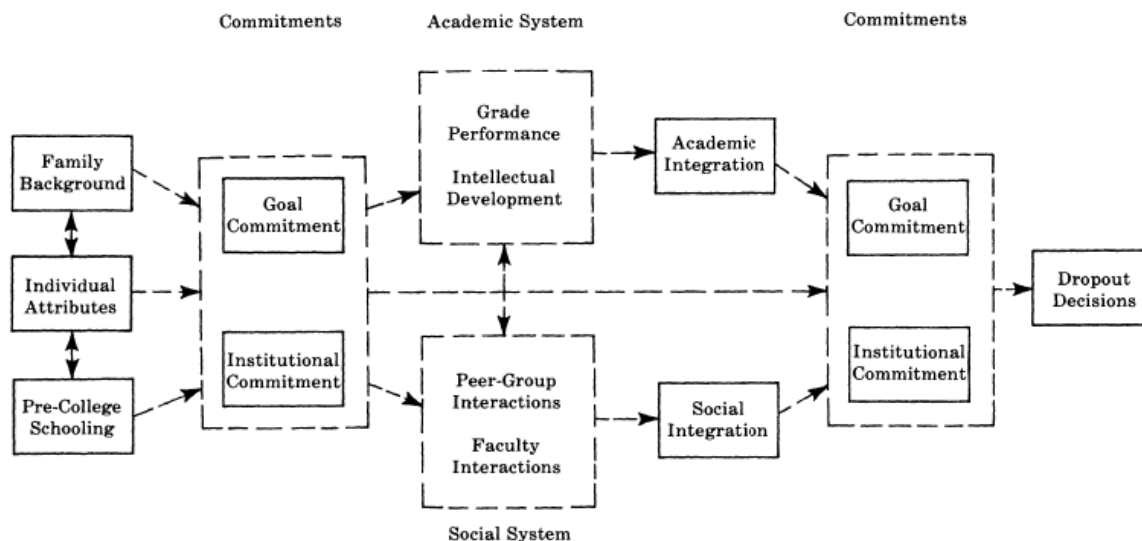 Commitments
Academic System
Commitments
Family
Background
Individual
Attributes
Pre-College
Schooling
Goal
Commitment
Institutional
Commitment
Grade
Performance
Intellectual
Development
Peer-Group
Interactions
Faculty
Interactions
Social System
Academic
Integration
Social
Integration
Goal
Commitment
Institutional
Commitment
Dropout
Decisions